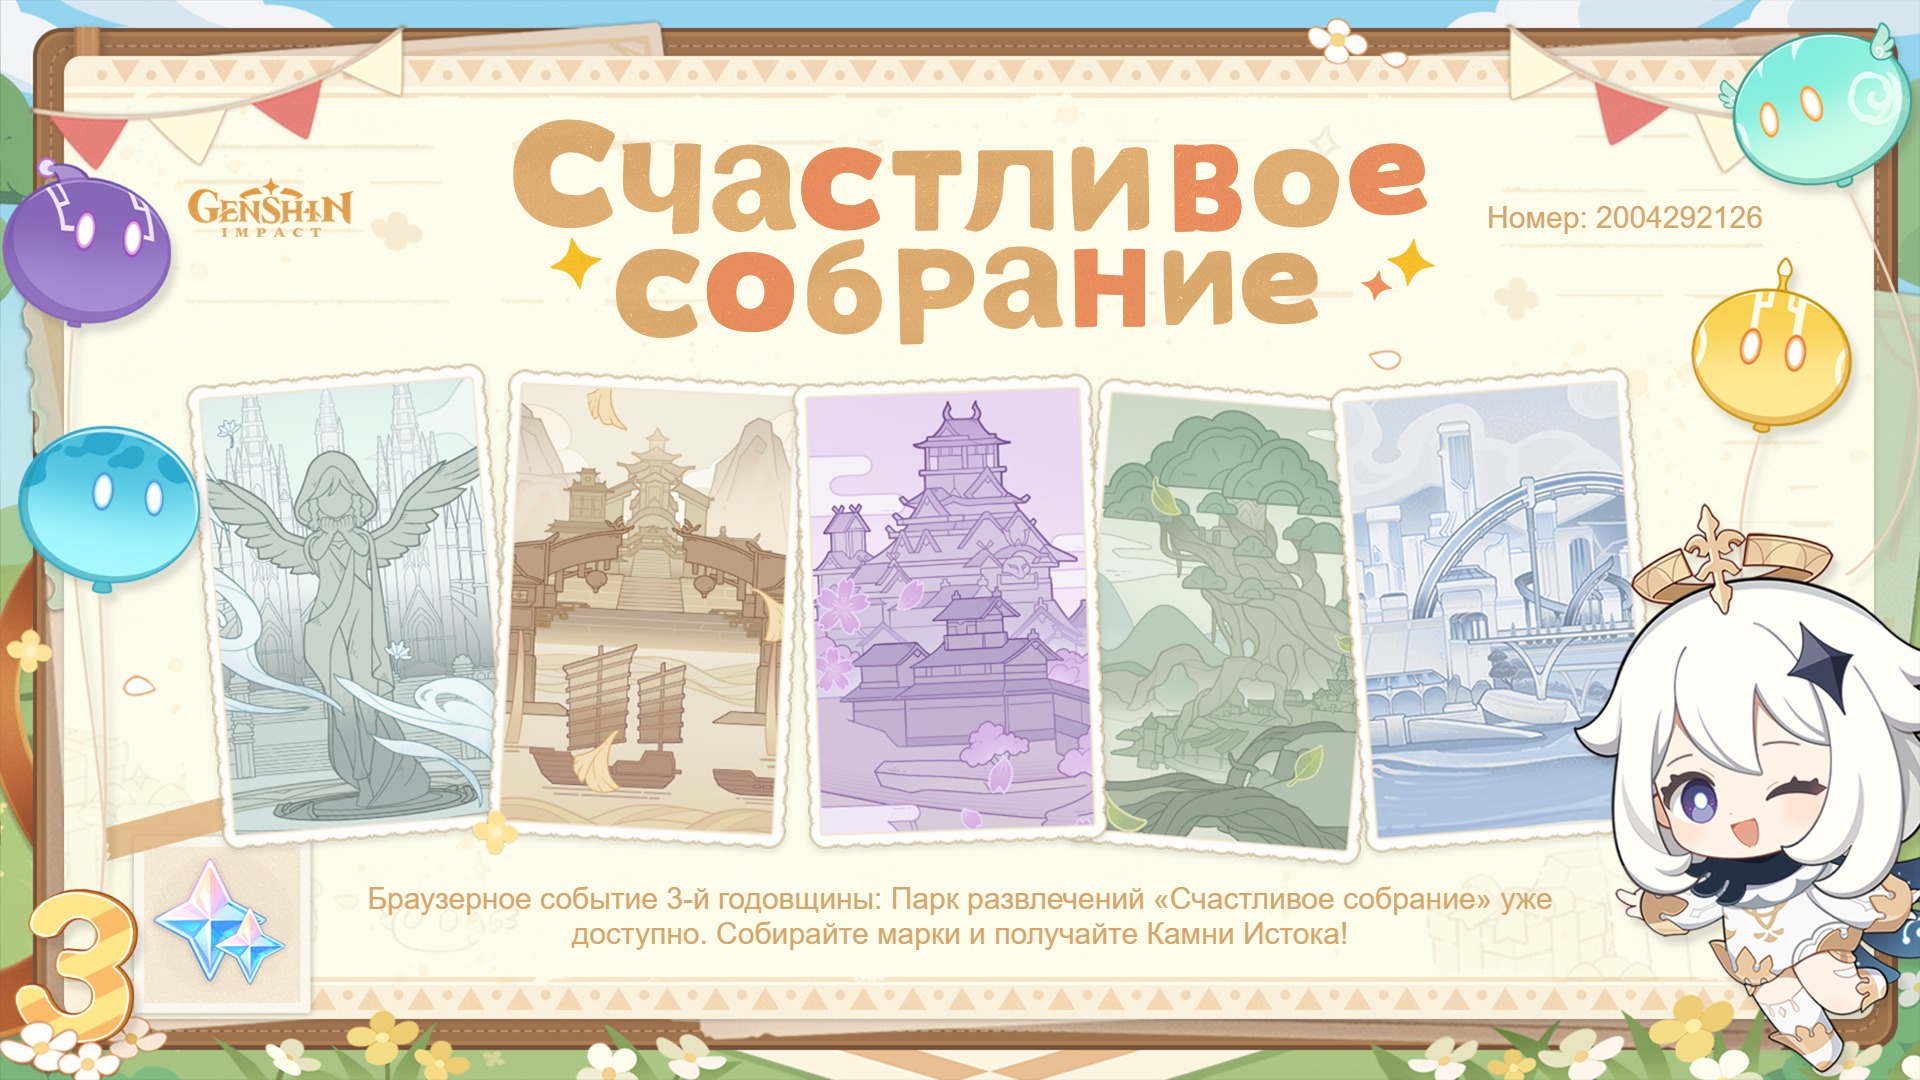 Счастливое
собрание
GENSHIN
IMPACT
Номер: 2004292126
Браузерное событие 3-й годовщины: Парк развлечений «Счастливое собрание» уже
доступно. Собирайте марки и получайте Камни Истока!
3